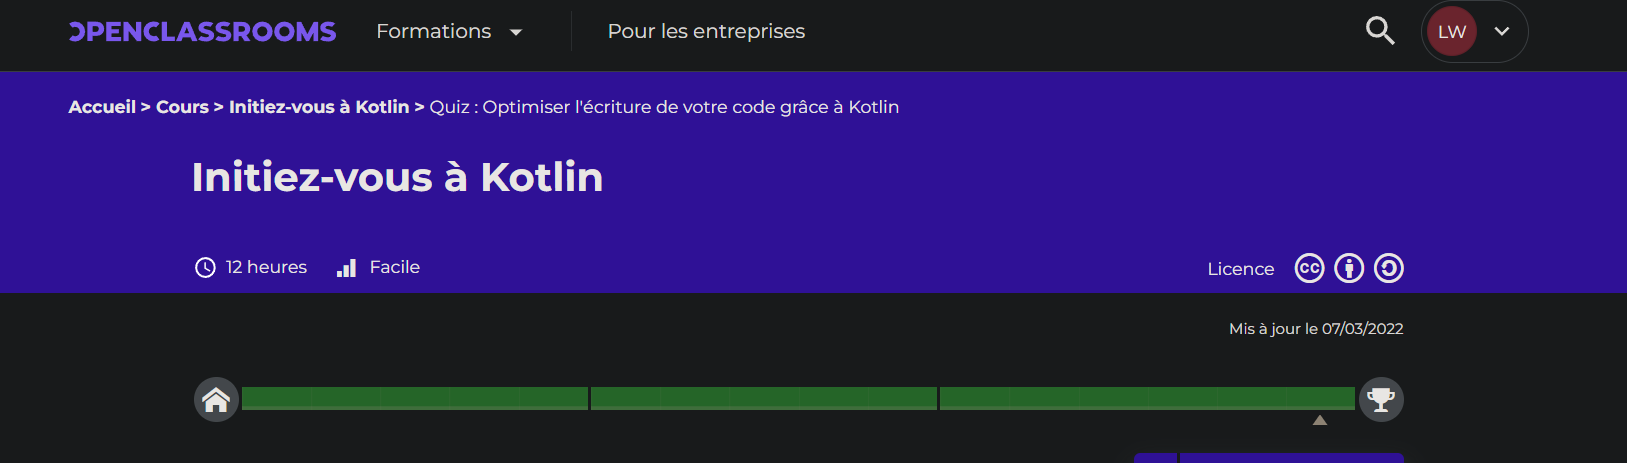 OPENCLASSROOMS Formations Pour les entreprises LW
Accueil > Cours > Initiez-vous à Kotlin > Quiz : Optimiser l'écriture de votre code grâce à Kotlin
Initiez-vous à Kotlin
12 heures Facile Licence cc
Mis à jour le 07/03/2022